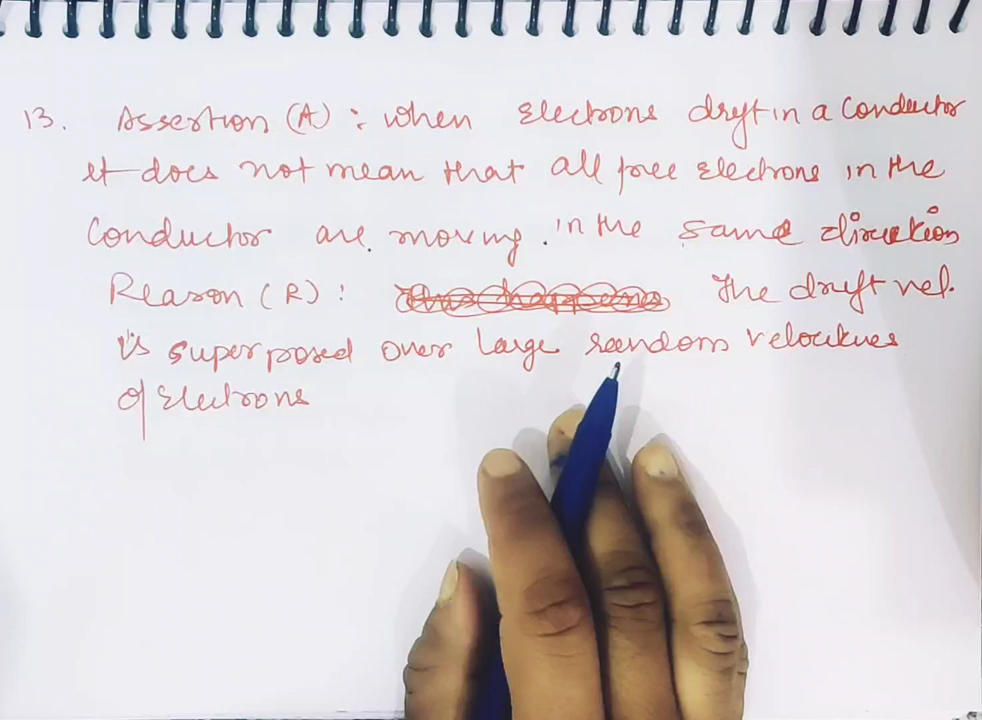 13. Assertion (A) : when Electrons drift in a conductor
it does not mean that all free electrons in the
conductor are moving in the same direction
Reason (R) : The drift vel.
is superposed over large random velocities
of Electrons